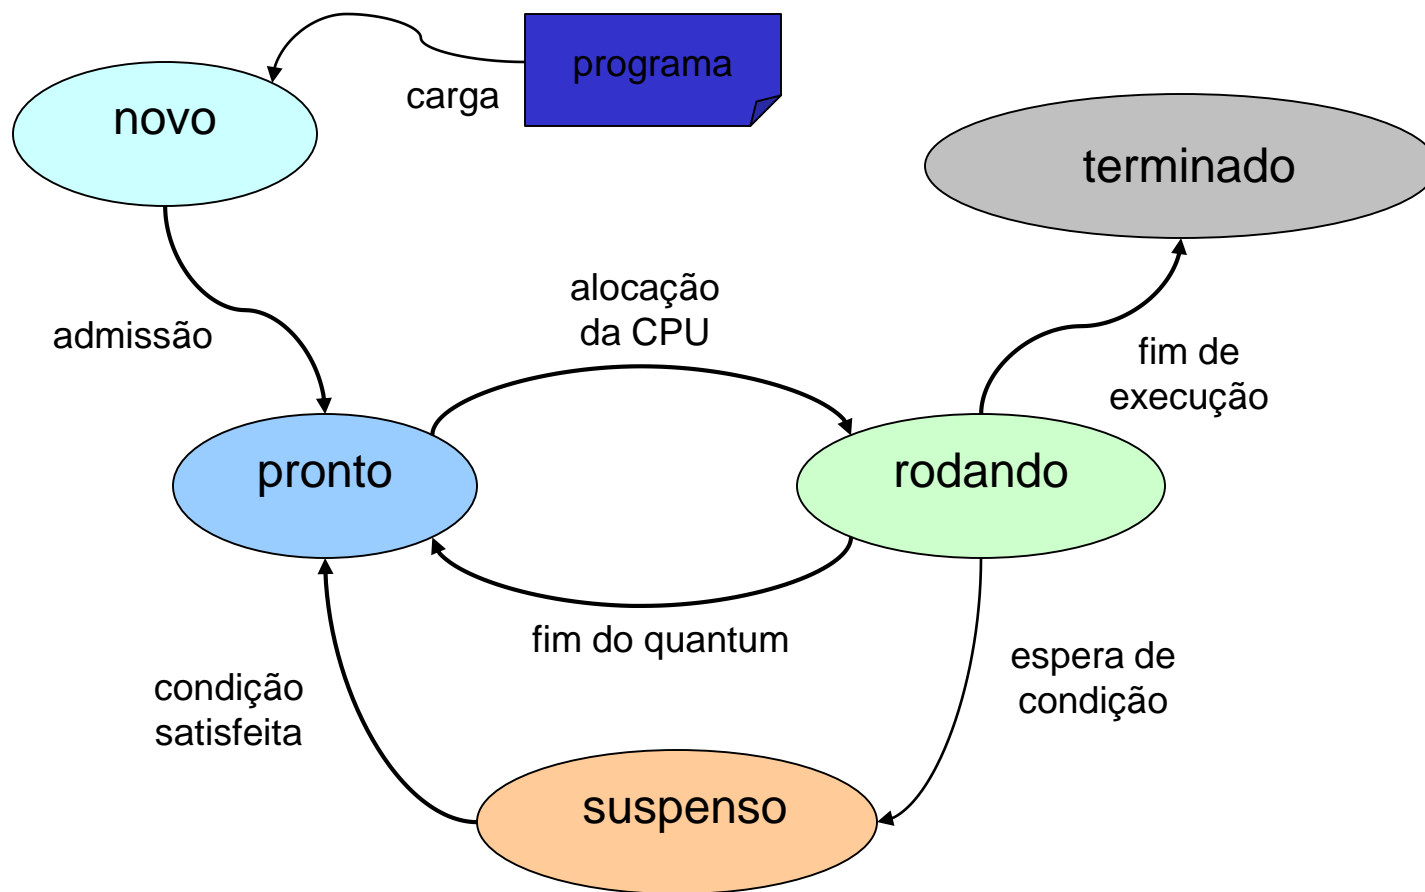 programa
carga
novo
terminado
alocação
da CPU
admissão
fim de
execução
pronto
rodando
fim do quantum
espera de
condição
condição
satisfeita
suspenso